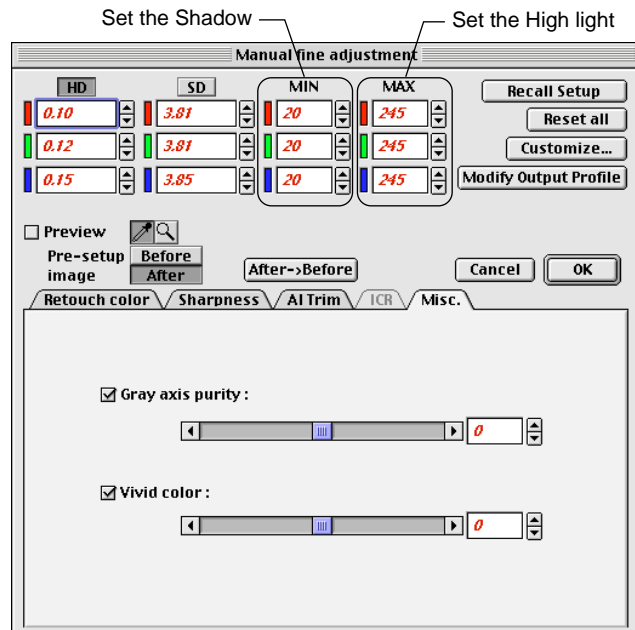 Set the Shadow Set the High light
Manual fine adjustment
HD SD MIN MAX Recall Setup
0.10 3.81 20 245 Reset all
0.12 3.81 20 245 Customize...
0.15 3.85 20 245 Modify Output Profile
Preview
Pre-setup image Before
After After->Before Cancel OK
Retouch color Sharpness AI Trim ICR Misc.
Gray axis purity :
0
Vivid color :
0